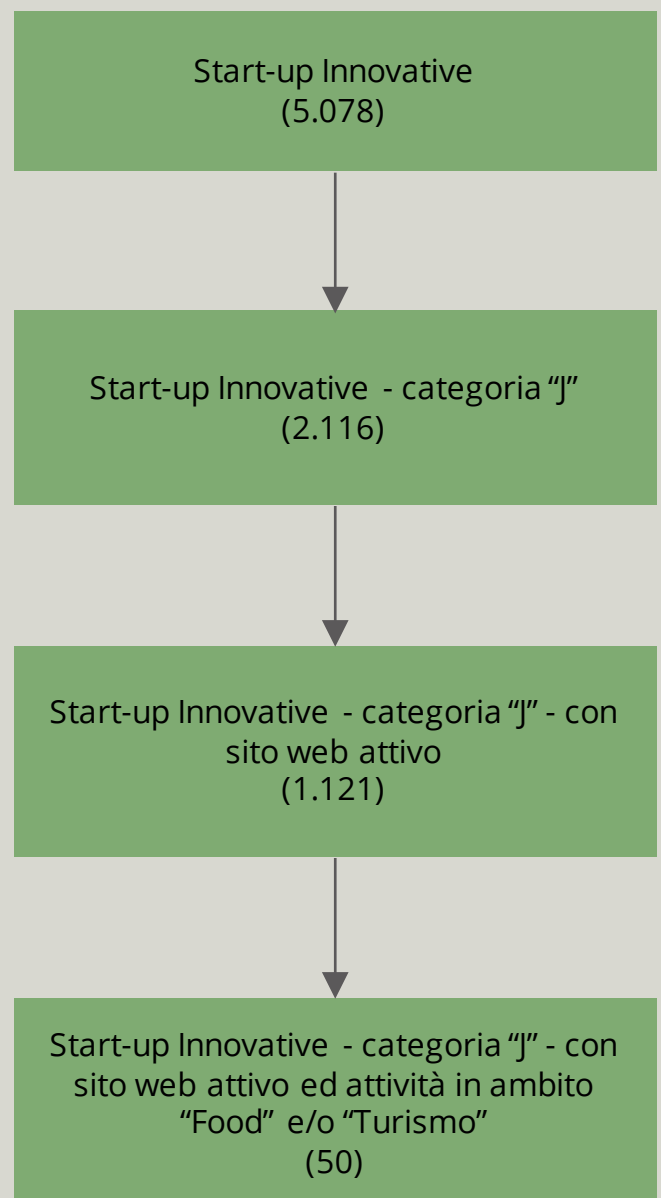 Start-up Innovative
(5.078)
Start-up Innovative - categoria “J”
(2.116)
Start-up Innovative - categoria “J” - con
sito web attivo
(1.121)
Start-up Innovative - categoria “J” - con
sito web attivo ed attività in ambito
“Food” e/o “Turismo”
(50)